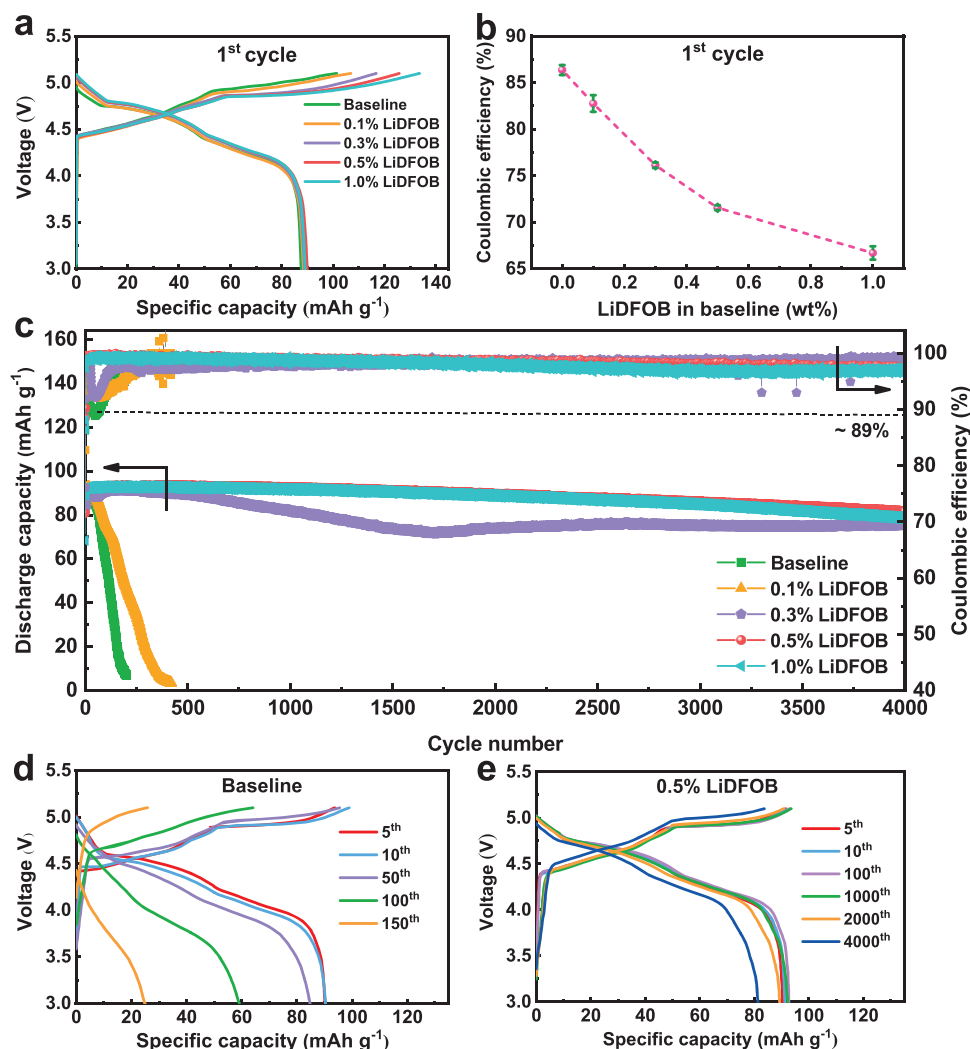 a
1st cycle
5.5
5.0
4.5
4.0
3.5
3.0
Voltage (V)
Baseline
0.1% LiDFOB
0.3% LiDFOB
0.5% LiDFOB
1.0% LiDFOB
0 20 40 60 80 100 120 140
Specific capacity (mAh g-1)
b
1st cycle
90
85
80
75
70
65
Coulombic efficiency (%)
0.0 0.2 0.4 0.6 0.8 1.0
LiDFOB in baseline (wt%)
c
160
140
120
100
80
60
40
20
0
Discharge capacity (mAh g-1)
100
90
80
70
60
50
40
Coulombic efficiency (%)
~ 89%
Baseline
0.1% LiDFOB
0.3% LiDFOB
0.5% LiDFOB
1.0% LiDFOB
0 500 1000 1500 2000 2500 3000 3500 4000
Cycle number
d
Baseline
5.5
5.0
4.5
4.0
3.5
3.0
Voltage (V)
5th
10th
50th
100th
150th
0 20 40 60 80 100 120
Specific capacity (mAh g-1)
e
0.5% LiDFOB
5.5
5.0
4.5
4.0
3.5
3.0
Voltage (V)
5th
10th
100th
1000th
2000th
4000th
0 20 40 60 80 100 120
Specific capacity (mAh g-1)